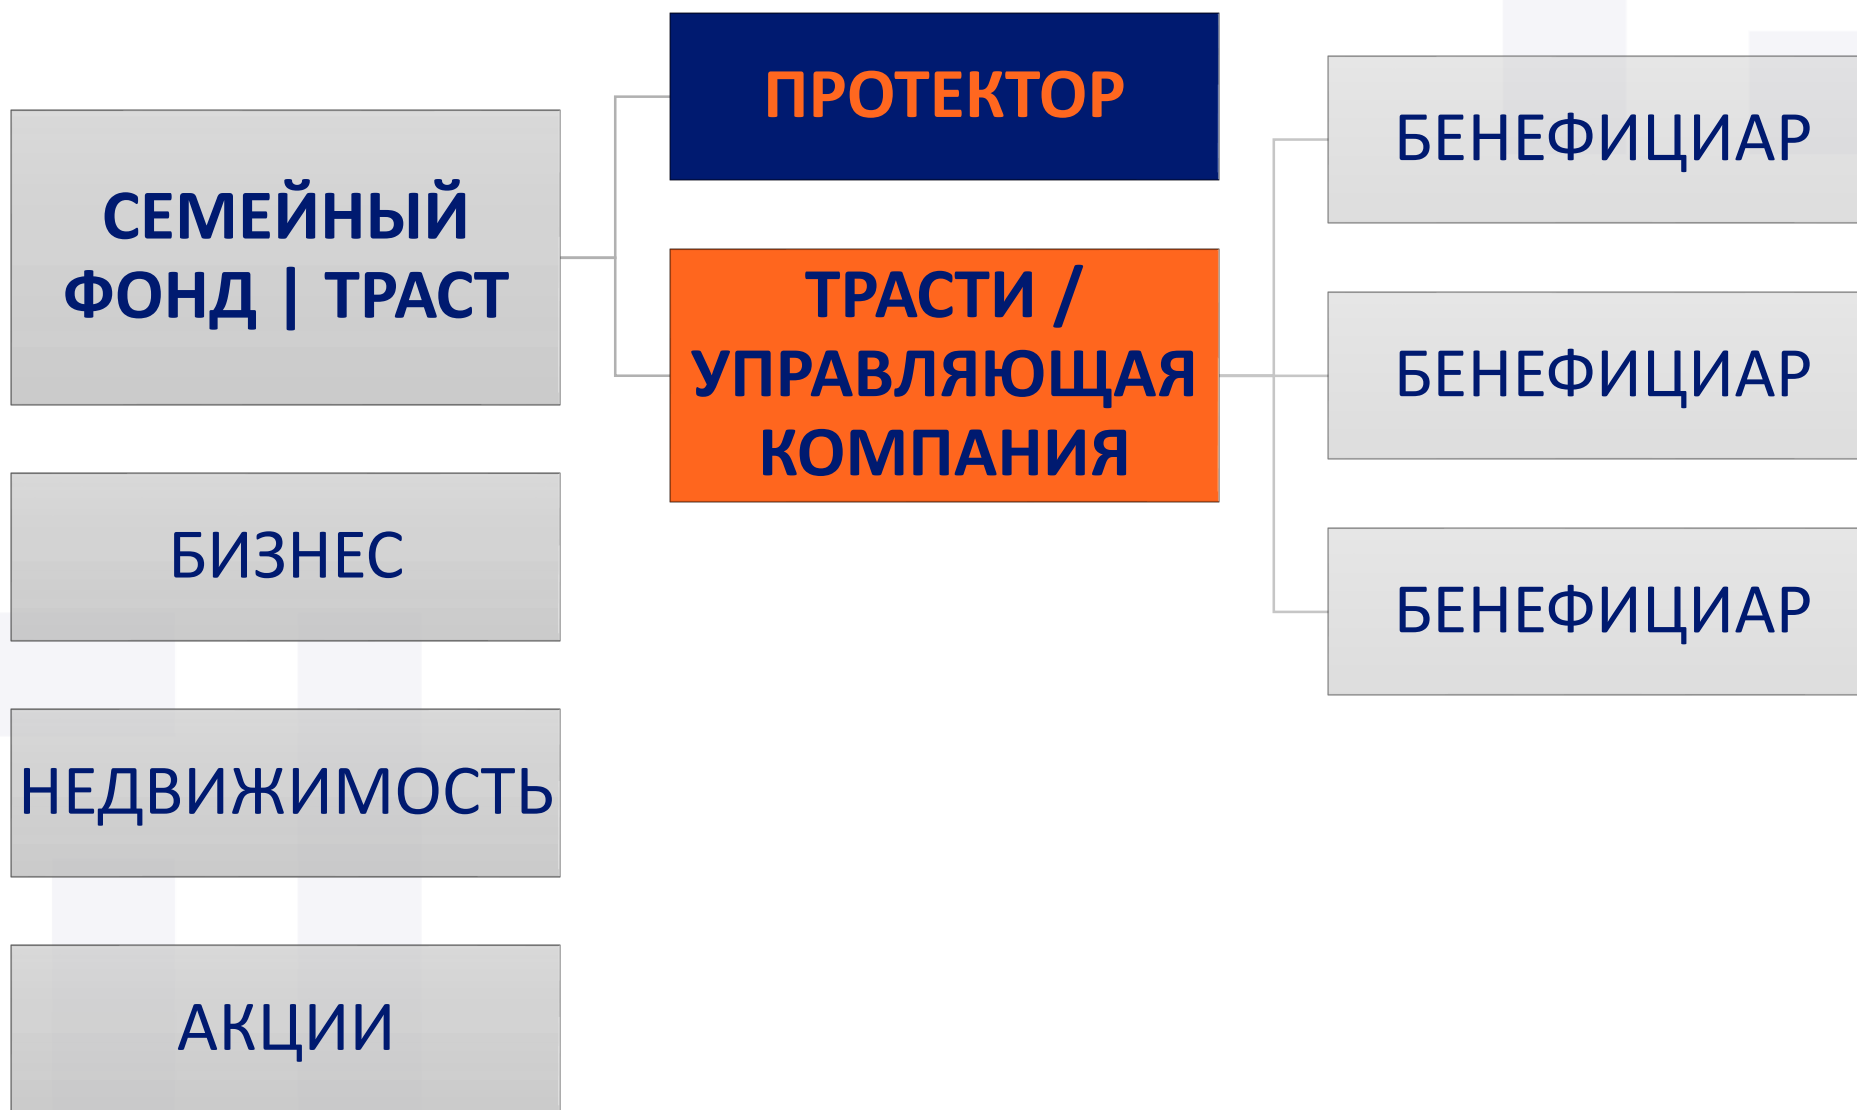 СЕМЕЙНЫЙ
ФОНД | ТРАСТ
БИЗНЕС
НЕДВИЖИМОСТЬ
АКЦИИ
ПРОТЕКТОР
ТРАСТИ /
УПРАВЛЯЮЩАЯ
КОМПАНИЯ
БЕНЕФИЦИАР
БЕНЕФИЦИАР
БЕНЕФИЦИАР